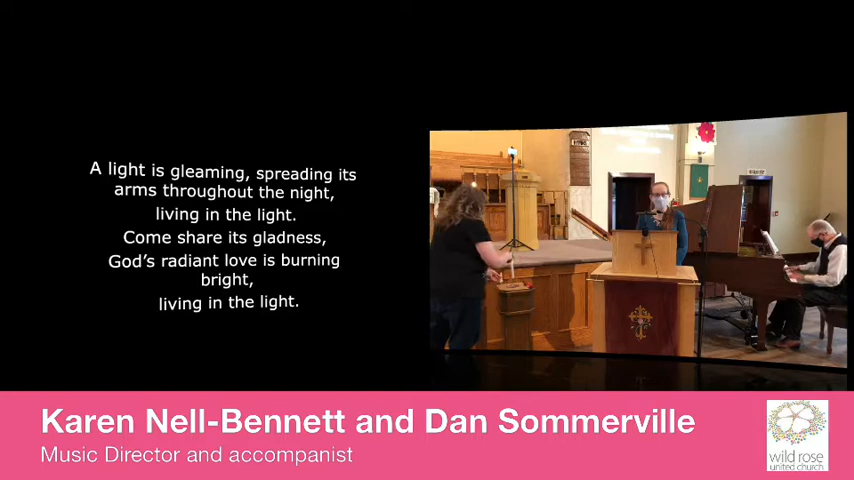 A light is gleaming, spreading its
arms throughout the night,
living in the light.
Come share its gladness,
God's radiant love is burning
bright,
living in the light.
Karen Nell-Bennett and Dan Sommerville
Music Director and accompanist
wild rose
united church